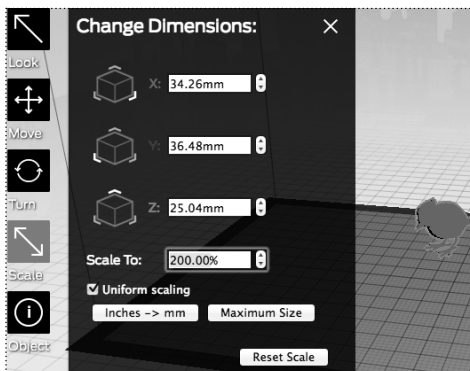 Change Dimensions:
Look
X: 34.26mm
Move
Y: 36.48mm
Turn
Z: 25.04mm
Scale To: 200.00%
Scale
Uniform scaling
Inches -> mm Maximum Size
Object
Reset Scale